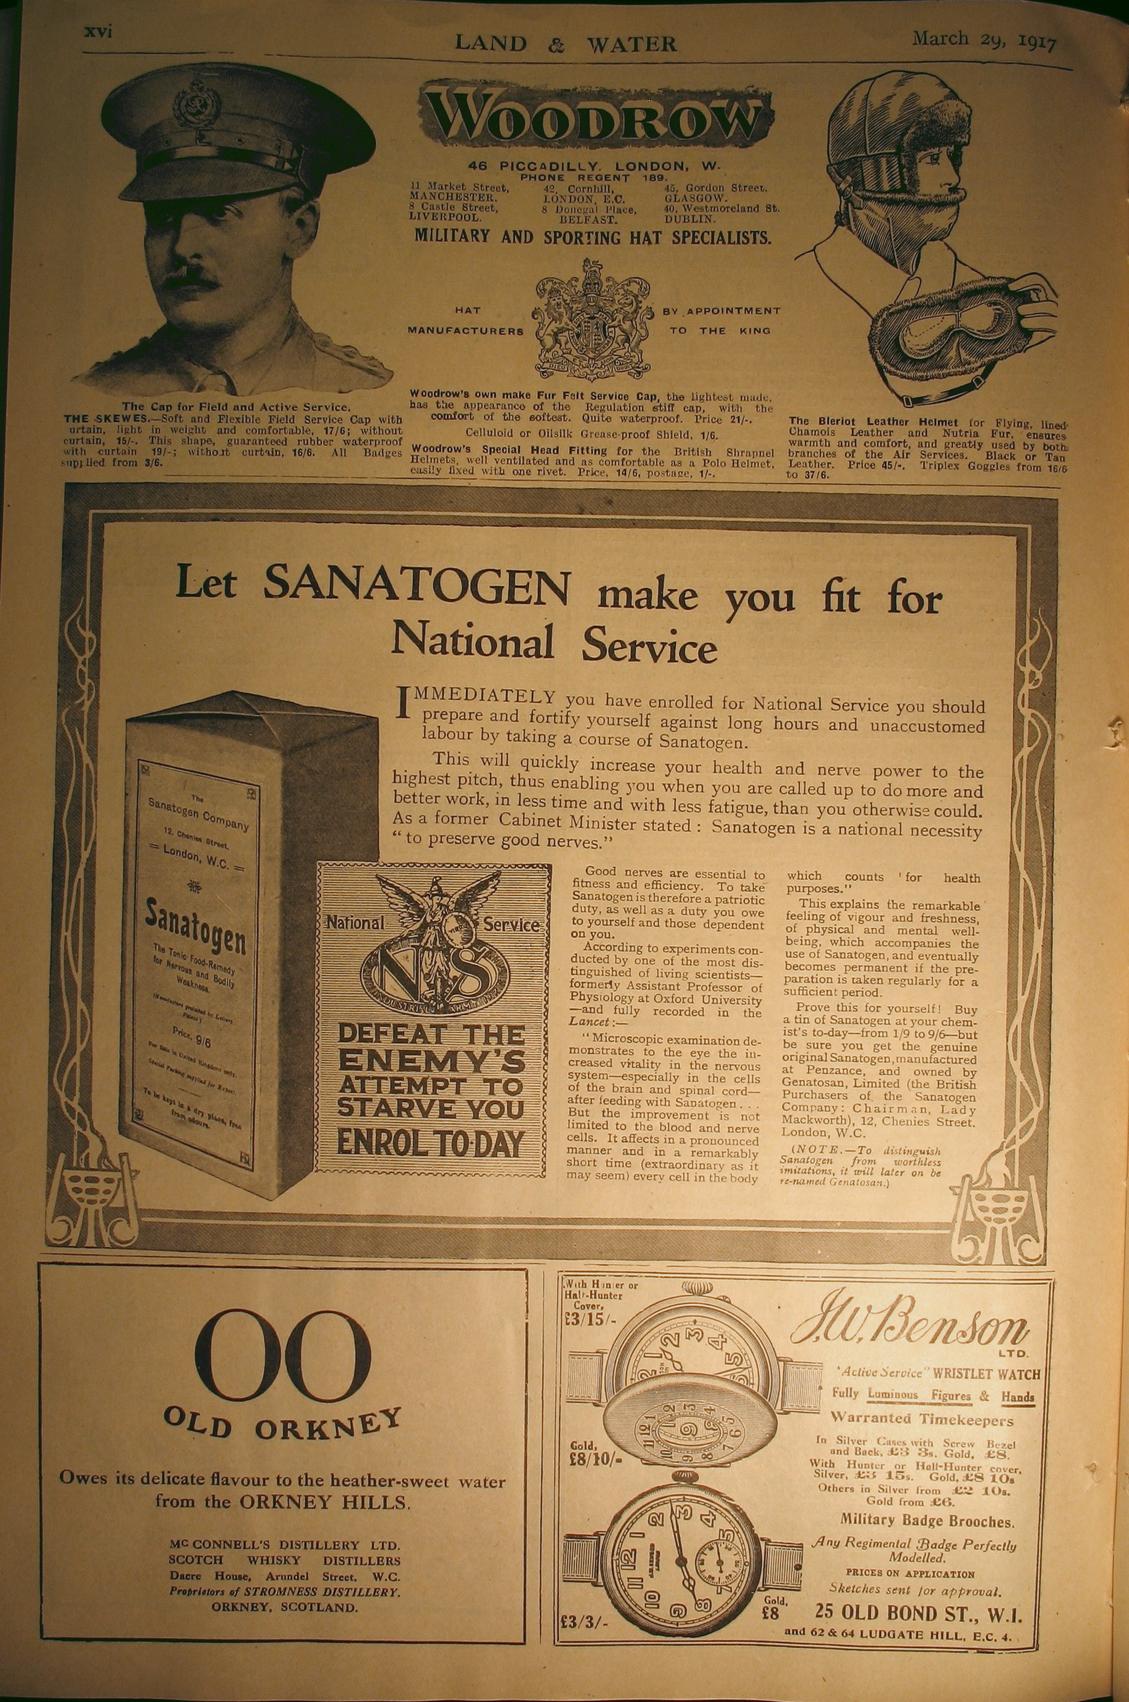 xvi
LAND & WATER
March 29, 1917
WOODROW
46 PICCADILLY. LONDON, W.
PHONE REGENT 189.
11 Market Street,
MANCHESTER.
8 Castle Street,
LIVERPOOL.
42, Cornhill,
LONDON, E.C.
8 Donegal Place,
BELFAST.
45, Gordon Street.
GLASGOW.
40, Westmoreland St.
DUBLIN.
MILITARY AND SPORTING HAT SPECIALISTS.
HAT
MANUFACTURERS
BY APPOINTMENT
TO THE KING
The Cap for Field and Active Service.
THE SKEWES.—Soft and Flexible Field Service Cap with
urtain, light in weight and comfortable, 17/6; without
curtain, 15/-. This shape, guaranteed rubber waterproof
with curtain 19/-; without curtain, 16/6. All Badges
supplied from 3/6.
Woodrow's own make Fur Felt Service Cap, the lightest made,
has the appearance of the Regulation stiff cap, with the
comfort of the softest. Quite waterproof. Price 21/-.
Celluloid or Oilsilk Grease-proof Shield, 1/6.
Woodrow's Special Head Fitting for the British Shrapnel
Helmets, well ventilated and as comfortable as a Polo Helmet,
easily fixed with one rivet. Price, 14/6, postage, 1/-.
The Bleriot Leather Helmet for Flying, lined
Chamois Leather and Nutria Fur, ensures
warmth and comfort, and greatly used by both
branches of the Air Services. Black or Tan
Leather. Price 45/-. Triplex Goggles from 16/6
to 37/6.
Let SANATOGEN make you fit for
National Service
IMMEDIATELY you have enrolled for National Service you should
prepare and fortify yourself against long hours and unaccustomed
labour by taking a course of Sanatogen.
This will quickly increase your health and nerve power to the
highest pitch, thus enabling you when you are called up to do more and
better work, in less time and with less fatigue, than you otherwise could.
As a former Cabinet Minister stated: Sanatogen is a national necessity
"to preserve good nerves."
The
Sanatogen Company
12, Chenies Street,
London, W.C.
Sanatogen
The Tonic Food-Remedy
for Nervous and Bodily
Weakness.
Price, 9/6
To be kept in a dry place, free
from odours.
National Service
NS
DEFEAT THE
ENEMY'S
ATTEMPT TO
STARVE YOU
ENROL TO-DAY
Good nerves are essential to
fitness and efficiency. To take
Sanatogen is therefore a patriotic
duty, as well as a duty you owe
to yourself and those dependent
on you.
According to experiments con-
ducted by one of the most dis-
tinguished of living scientists—
formerly Assistant Professor of
Physiology at Oxford University
—and fully recorded in the
Lancet:—
"Microscopic examination de-
monstrates to the eye the in-
creased vitality in the nervous
system—especially in the cells
of the brain and spinal cord—
after feeding with Sanatogen . . .
But the improvement is not
limited to the blood and nerve
cells. It affects in a pronounced
manner and in a remarkably
short time (extraordinary as it
may seem) every cell in the body
which counts 'for health
purposes."
This explains the remarkable
feeling of vigour and freshness,
of physical and mental well-
being, which accompanies the
use of Sanatogen, and eventually
becomes permanent if the pre-
paration is taken regularly for a
sufficient period.
Prove this for yourself! Buy
a tin of Sanatogen at your chem-
ist's to-day—from 1/9 to 9/6—but
be sure you get the genuine
original Sanatogen, manufactured
at Penzance, and owned by
Genatosan, Limited (the British
Purchasers of the Sanatogen
Company: Chairman, Lady
Mackworth), 12, Chenies Street,
London, W.C.
(NOTE.—To distinguish
Sanatogen from worthless
imitations, it will later on be
re-named Genatosan.)
OO
OLD ORKNEY
Owes its delicate flavour to the heather-sweet water
from the ORKNEY HILLS.
McCONNELL'S DISTILLERY LTD.
SCOTCH WHISKY DISTILLERS
Dacre House, Arundel Street, W.C.
Proprietors of STROMNESS DISTILLERY.
ORKNEY, SCOTLAND.
With Hunter or
Half-Hunter
Cover,
£3/15/-
Gold,
£8/10/-
£3/3/-
Gold,
£8
J.W. Benson
LTD.
"Active Service" WRISTLET WATCH
Fully Luminous Figures & Hands
Warranted Timekeepers
In Silver Cases with Screw Bezel
and Back, £3 3s. Gold, £8.
With Hunter or Half-Hunter cover,
Silver, £3 15s. Gold, £8 10s
Others in Silver from £2 10s.
Gold from £6.
Military Badge Brooches.
Any Regimental Badge Perfectly
Modelled.
PRICES ON APPLICATION
Sketches sent for approval.
25 OLD BOND ST., W.1.
and 62 & 64 LUDGATE HILL, E.C. 4.